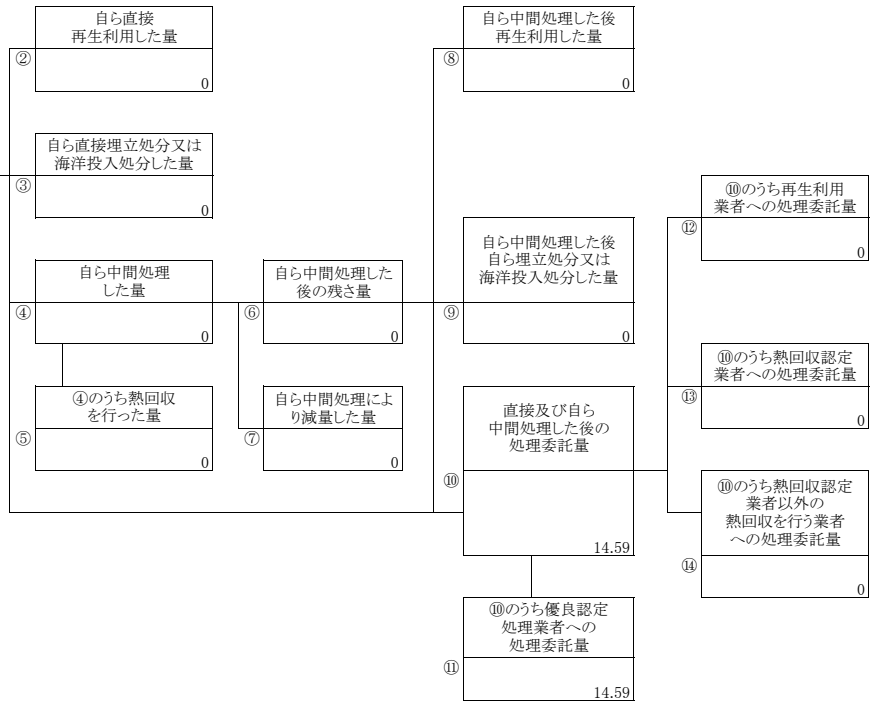 自ら直接
再生利用した量
②
0
自ら直接埋立処分又は
海洋投入処分した量
③
0
自ら中間処理
した量
④
0
④のうち熱回収
を行った量
⑤
0
自ら中間処理した
後の残さ量
⑥
0
自ら中間処理によ
り減量した量
⑦
0
自ら中間処理した後
再生利用した量
⑧
0
自ら中間処理した後
自ら埋立処分又は
海洋投入処分した量
⑨
0
直接及び自ら
中間処理した後の
処理委託量
⑩
14.59
⑩のうち優良認定
処理業者への
処理委託量
⑪
14.59
⑩のうち再生利用
業者への処理委託量
⑫
0
⑩のうち熱回収認定
業者への処理委託量
⑬
0
⑩のうち熱回収認定
業者以外の
熱回収を行う業者
への処理委託量
⑭
0